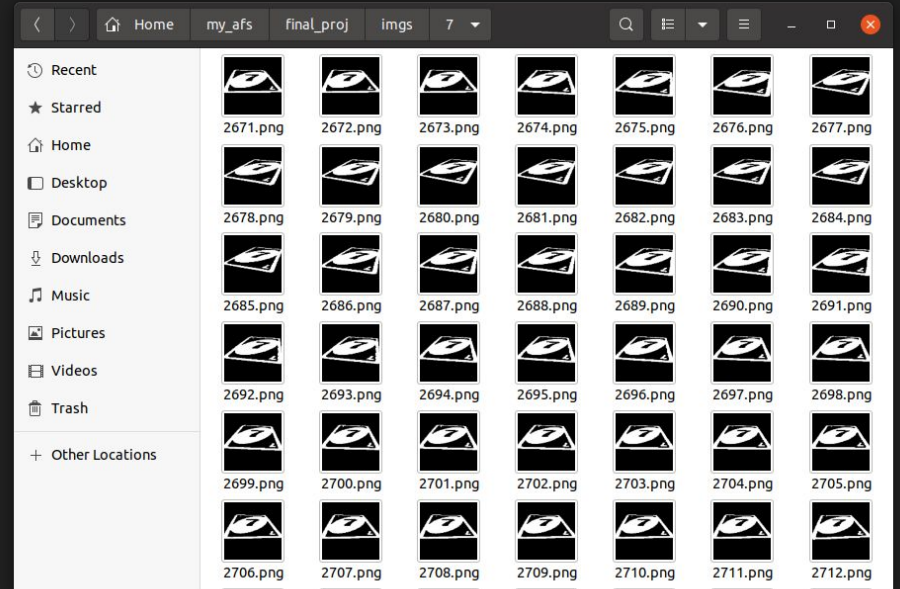 Home my_afs final_proj imgs 7
Recent
Starred
Home
Desktop
Documents
Downloads
Music
Pictures
Videos
Trash
+ Other Locations
2671.png 2672.png 2673.png 2674.png 2675.png 2676.png 2677.png
2678.png 2679.png 2680.png 2681.png 2682.png 2683.png 2684.png
2685.png 2686.png 2687.png 2688.png 2689.png 2690.png 2691.png
2692.png 2693.png 2694.png 2695.png 2696.png 2697.png 2698.png
2699.png 2700.png 2701.png 2702.png 2703.png 2704.png 2705.png
2706.png 2707.png 2708.png 2709.png 2710.png 2711.png 2712.png